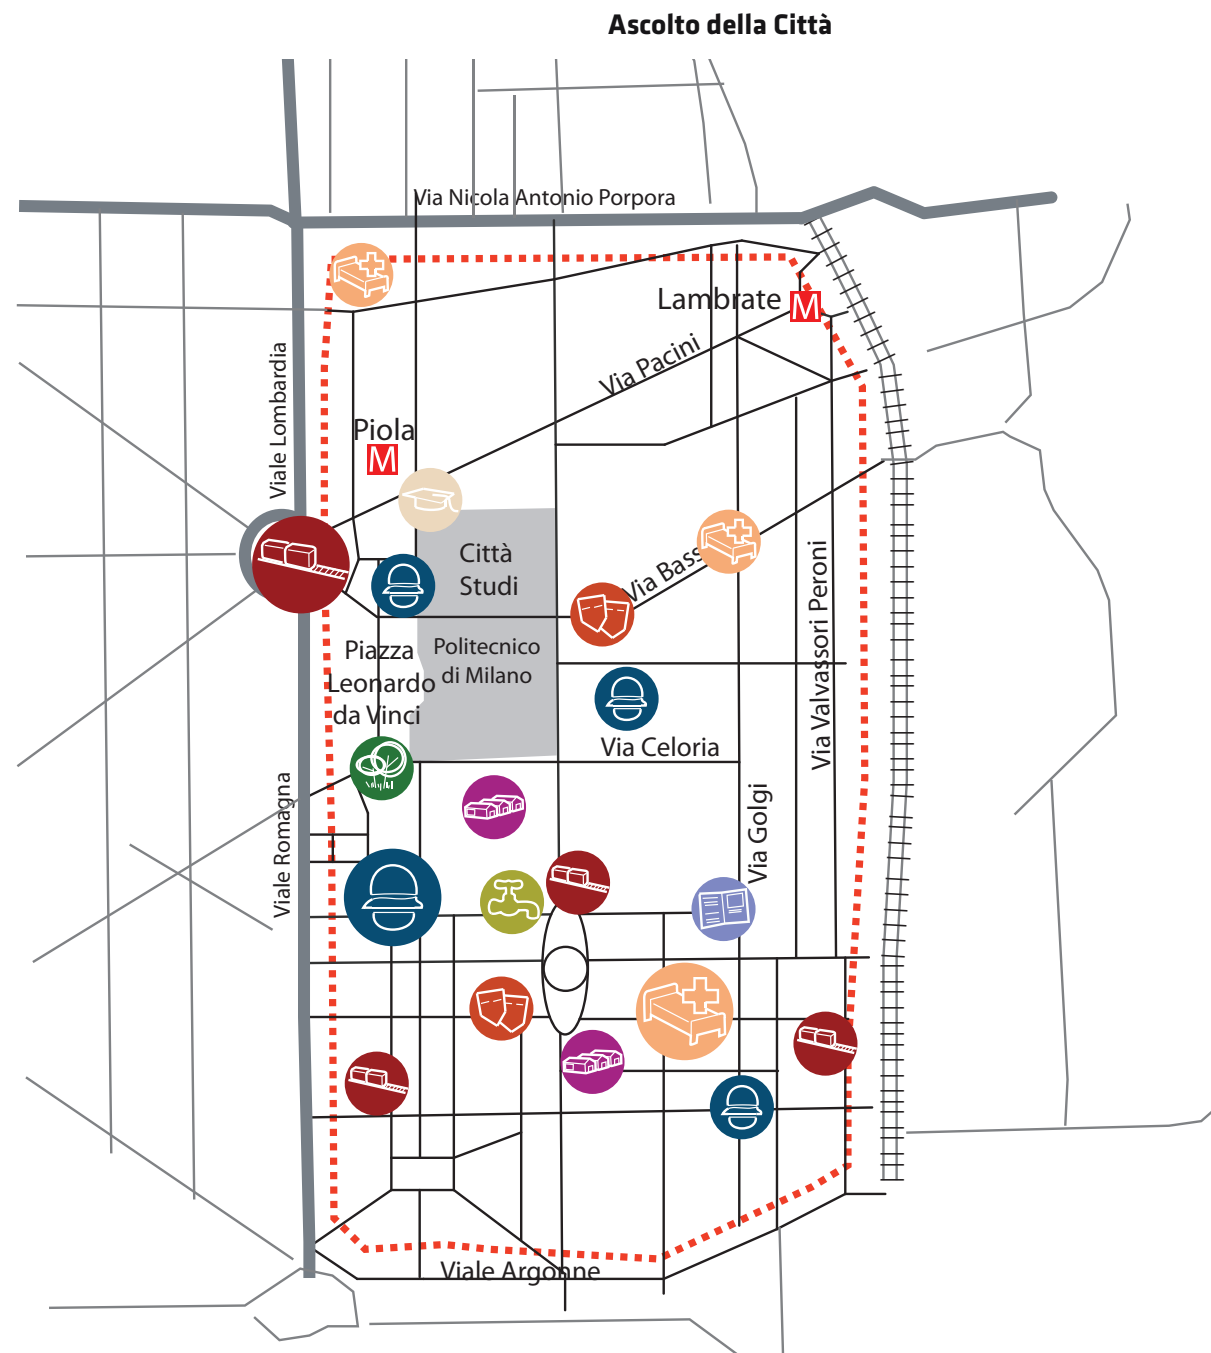 Ascolto della Città
Via Nicola Antonio Porpora
Lambrate
M
Via Pacini
Viale Lombardia
Piola
M
Città
Studi
Via Bass
Politecnico
di Milano
Piazza
Leonardo
da Vinci
Via Valvassori Peroni
Via Celoria
Viale Romagna
Via Golgi
Viale Argonne